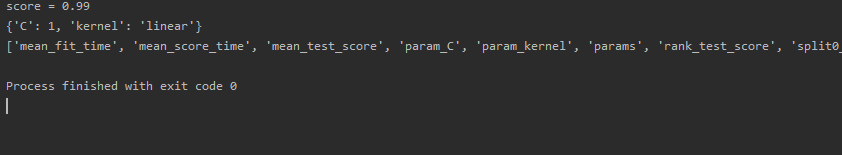 score = 0.99
{'C': 1, 'kernel': 'linear'}
['mean_fit_time', 'mean_score_time', 'mean_test_score', 'param_C', 'param_kernel', 'params', 'rank_test_score', 'split0_
Process finished with exit code 0